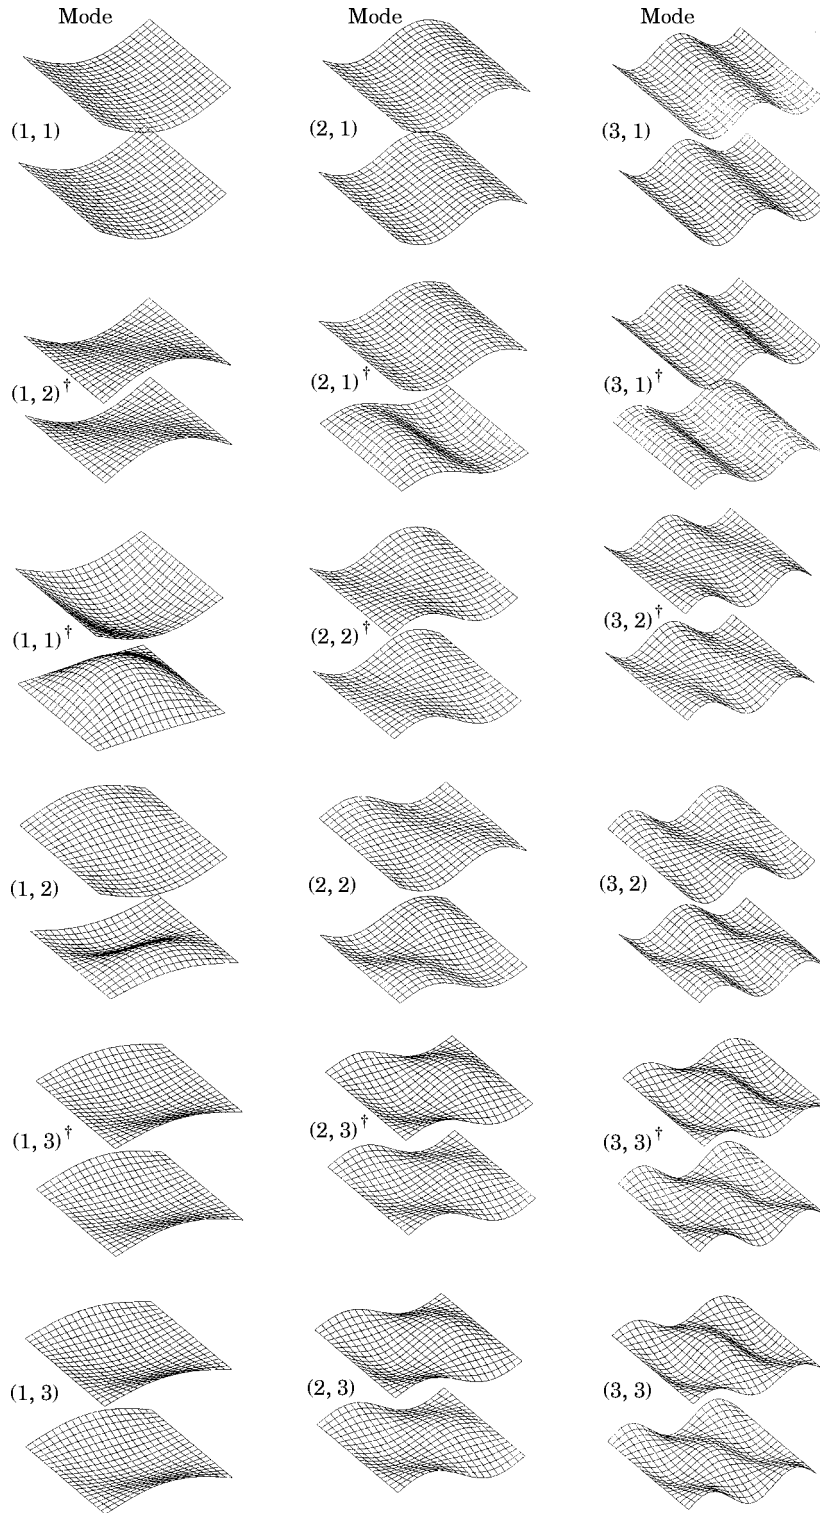 Mode Mode Mode
(1, 1) (2, 1) (3, 1)
(1, 2)† (2, 1)† (3, 1)†
(1, 1)† (2, 2)† (3, 2)†
(1, 2) (2, 2) (3, 2)
(1, 3)† (2, 3)† (3, 3)†
(1, 3) (2, 3) (3, 3)